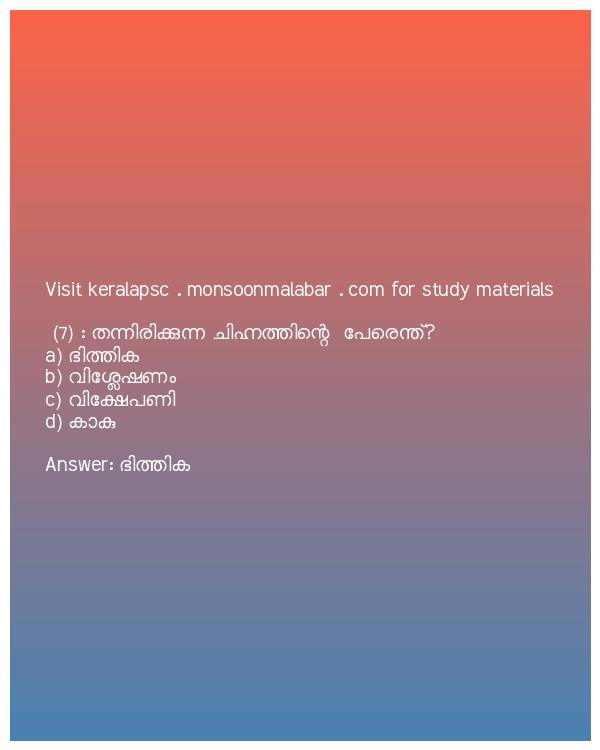 Visit keralapsc . monsoonmalabar . com for study materials
(7) : തന്നിരിക്കുന്ന ചിഹ്നത്തിന്റെ പേരെന്ത്?
a) ഭിത്തിക
b) വിശ്ലേഷണം
c) വിക്ഷേപണി
d) കാകു
Answer: ഭിത്തിക